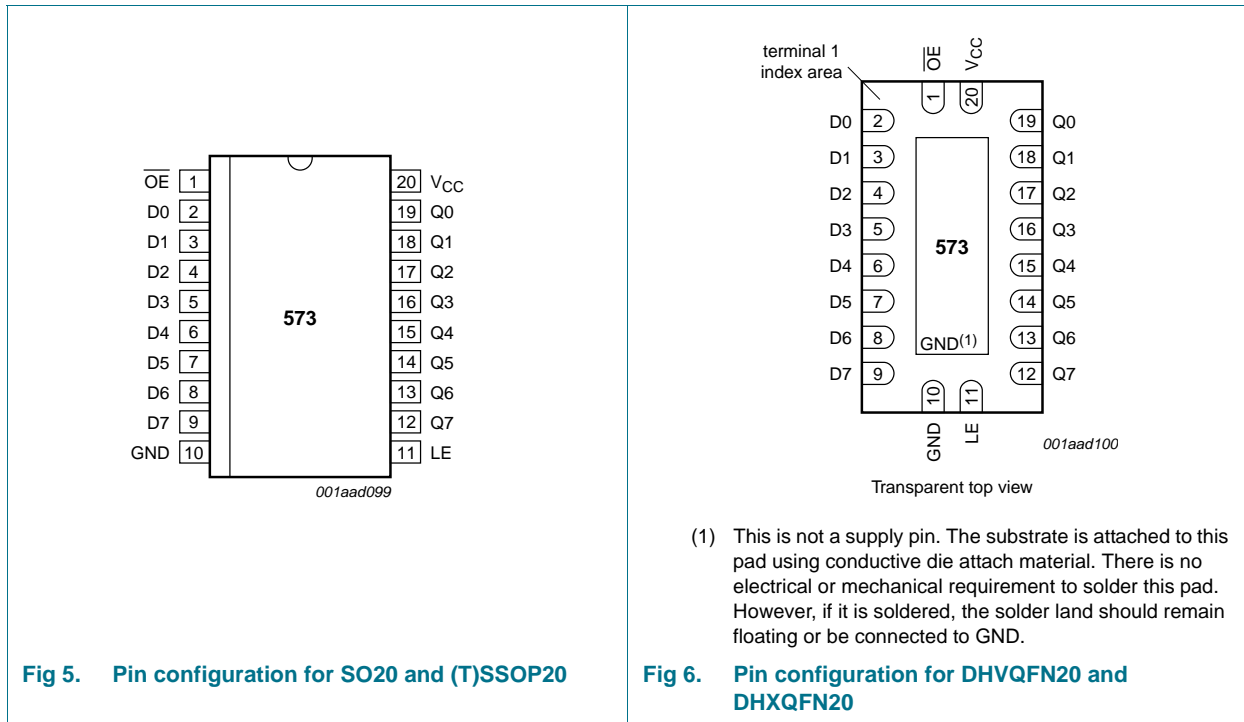 OE 1
D0 2
D1 3
D2 4
D3 5
D4 6
D5 7
D6 8
D7 9
GND 10
573
20 VCC
19 Q0
18 Q1
17 Q2
16 Q3
15 Q4
14 Q5
13 Q6
12 Q7
11 LE
001aad099
Fig 5. Pin configuration for SO20 and (T)SSOP20
terminal 1
index area
OE
VCC
1
20
D0 2
D1 3
D2 4
D3 5
D4 6
D5 7
D6 8
D7 9
573
GND(1)
19 Q0
18 Q1
17 Q2
16 Q3
15 Q4
14 Q5
13 Q6
12 Q7
10
11
GND
LE
001aad100
Transparent top view
(1) This is not a supply pin. The substrate is attached to this
pad using conductive die attach material. There is no
electrical or mechanical requirement to solder this pad.
However, if it is soldered, the solder land should remain
floating or be connected to GND.
Fig 6. Pin configuration for DHVQFN20 and
DHXQFN20